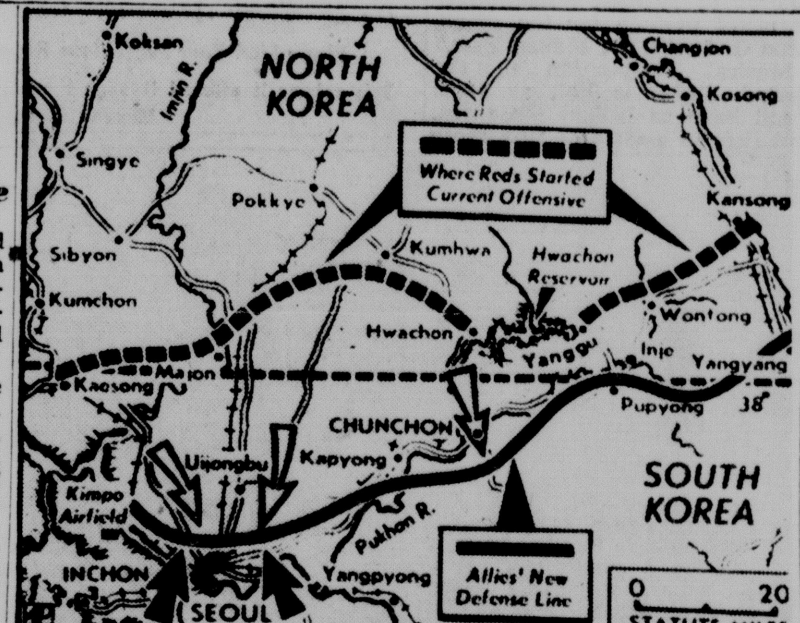 Koksan
Imjin R.
NORTH
KOREA
Changjon
Kosong
Singye
Where Reds Started
Current Offensive
Pokkye
Kansong
Sibyon
Kumhwa
Hwachon
Reservoir
Kumchon
Wontong
Hwachon
Yanggu
Inje
Yangyang
Majon
Kaesong
Pupyong
38°
CHUNCHON
Uijongbu
Kapyong
SOUTH
KOREA
Kimpo
Airfield
Pukhan R.
INCHON
Yangpyong
Allies' New
Defense Line
SEOUL
0 20
STATUTE MILES